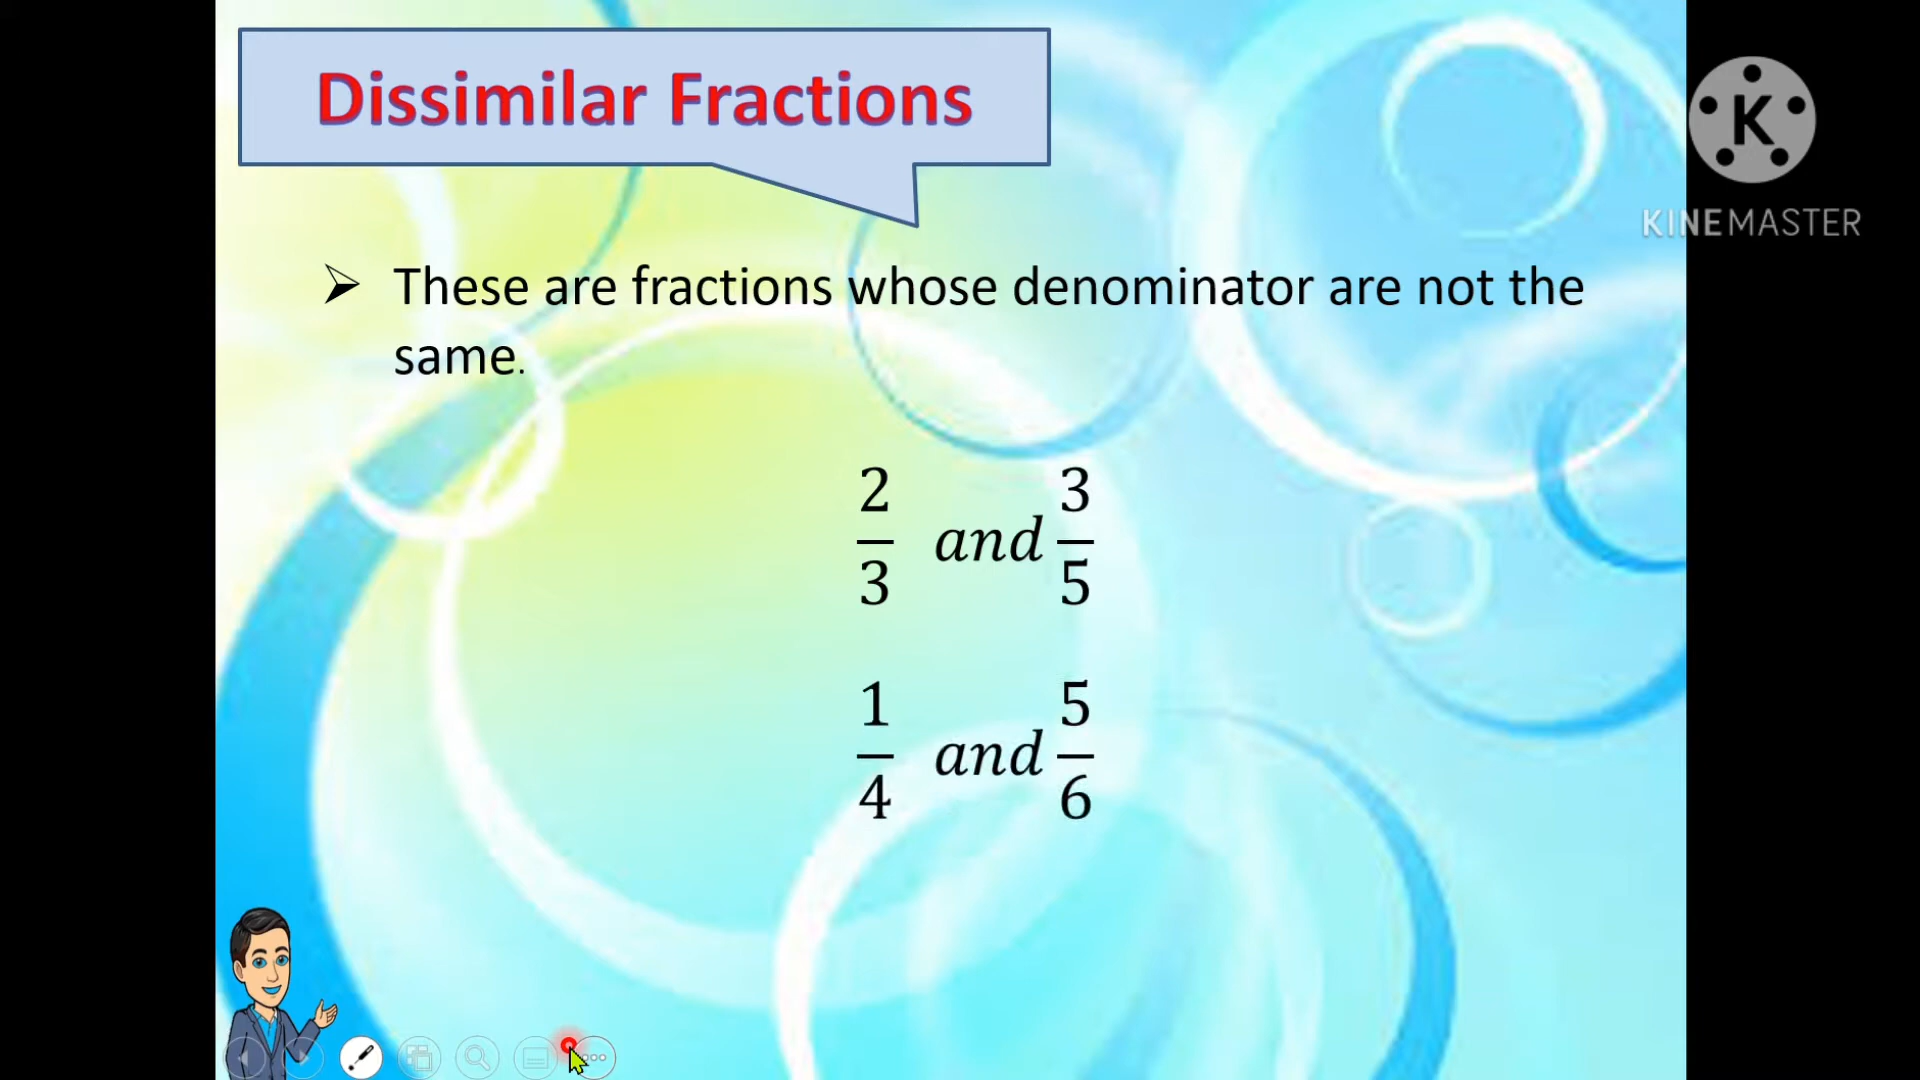 Dissimilar Fractions
K
KINEMASTER
➢ These are fractions whose denominator are not the
same.
2/3 and 3/5
1/4 and 5/6